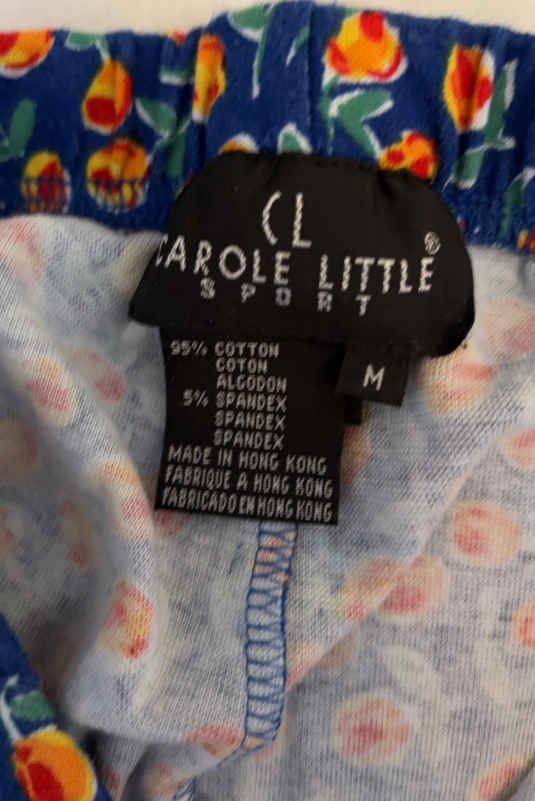 CL
CAROLE LITTLE®
SPORT
M
95% COTTON
COTON
ALGODON
5% SPANDEX
SPANDEX
SPANDEX
MADE IN HONG KONG
FABRIQUE A HONG KONG
FABRICADO EN HONG KONG